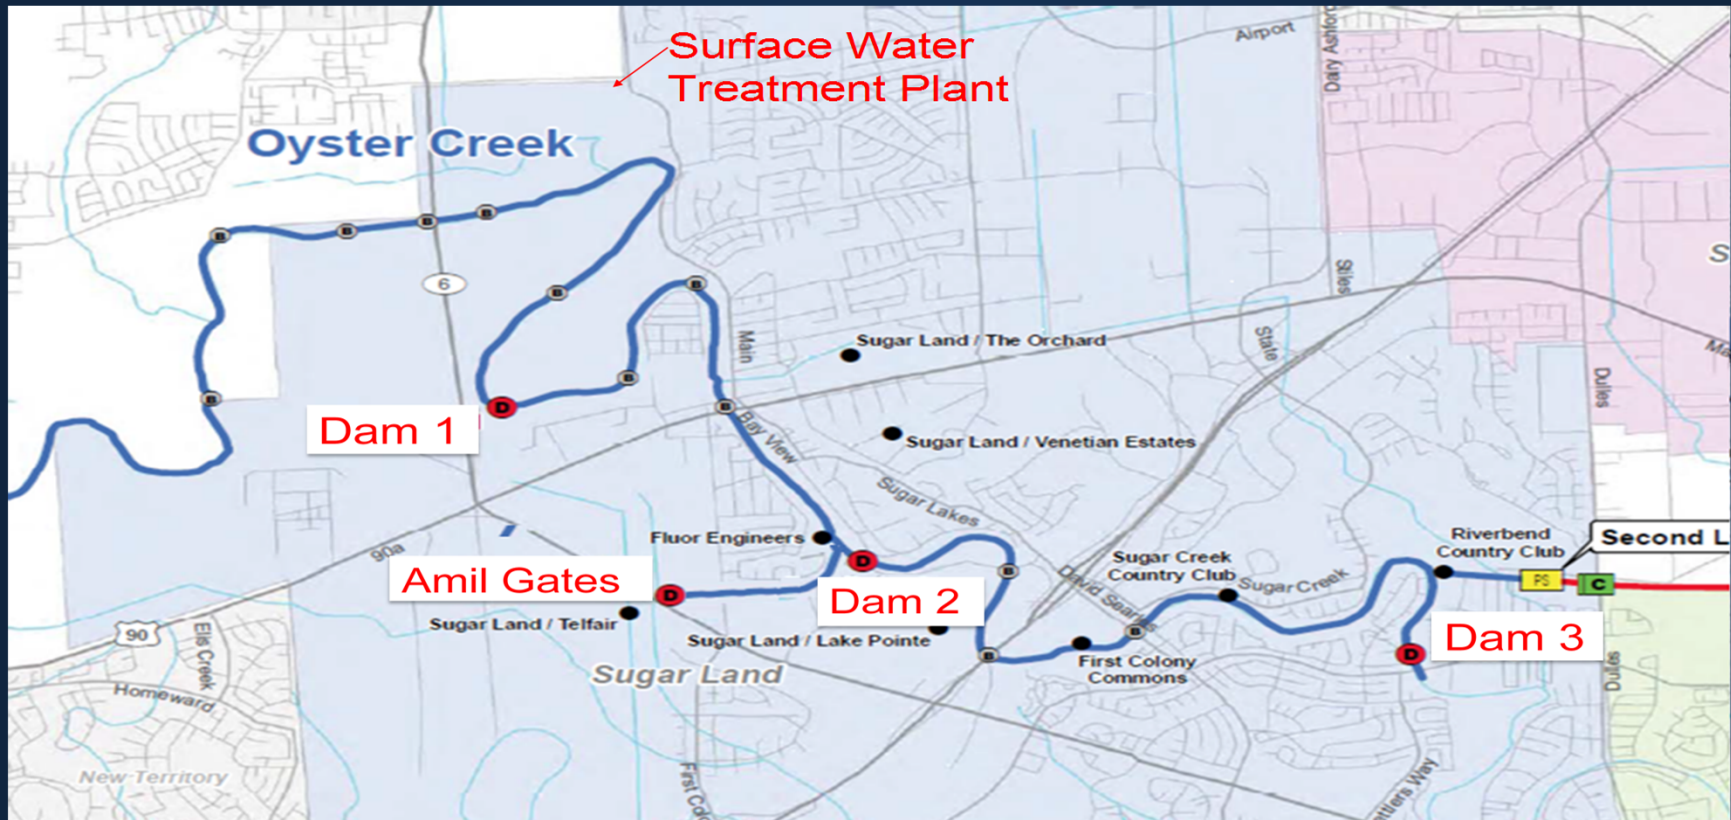 Surface Water
Treatment Plant
Airport
Dairy Ashford
Oyster Creek
B
B
B
B
S
6
B
B
Stiles
Main
Sugar Land / The Orchard
State
Dulles
B
B
D
B
Dam 1
Bay View
Sugar Land / Venetian Estates
Sugar Lakes
90a
Fluor Engineers
Riverbend
Country Club
Second L
D
B
Sugar Creek
Country Club
Sugar Creek
PS
C
Amil Gates
D
David Searles
Dam 2
Sugar Land / Telfair
90
Ellis Creek
Sugar Land / Lake Pointe
B
B
Dam 3
D
First Colony
Commons
Sugar Land
Dulles
Homeward
New Territory
First Col
ttlers Way